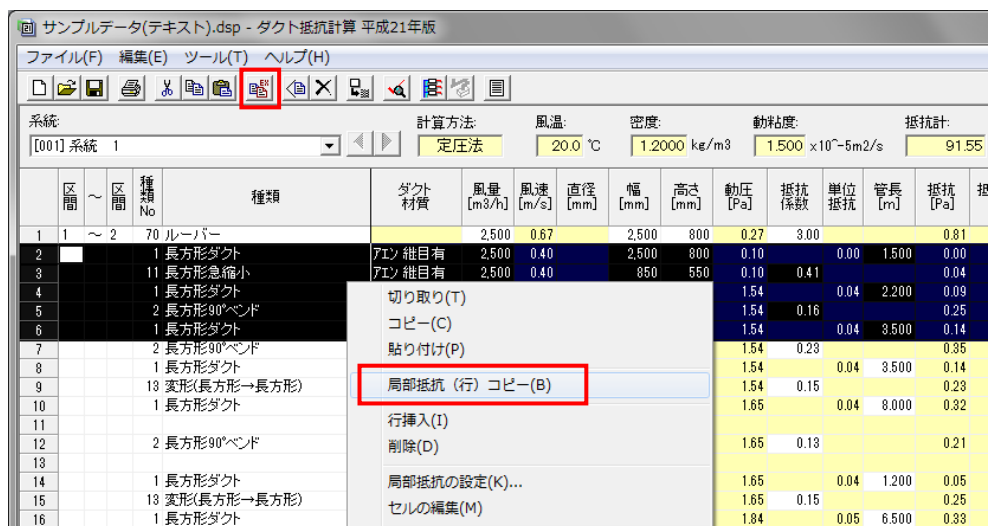 サンプルデータ(テキスト).dsp - ダクト抵抗計算 平成21年版
ファイル(F) 編集(E) ツール(T) ヘルプ(H)
系統: 計算方法: 風温: 密度: 動粘度: 抵抗計:
[001] 系統 1 定圧法 20.0 ℃ 1.2000 kg/m3 1.500 x10^-5m2/s 91.55
区間 ～ 区間 種類No 種類 ダクト材質 風量[m3/h] 風速[m/s] 直径[mm] 幅[mm] 高さ[mm] 動圧[Pa] 抵抗係数 単位抵抗 管長[m] 抵抗[Pa] 抵
1 1 ～ 2 70 ルーバー 2,500 0.67 2,500 800 0.27 3.00 0.81
2 1 長方形ダクト アエン 継目有 2,500 0.40 2,500 800 0.10 0.00 1.500 0.00
3 11 長方形急縮小 アエン 継目有 2,500 0.40 850 550 0.10 0.41 0.04
4 1 長方形ダクト 1.54 0.04 2.200 0.09
5 2 長方形90°ベンド 1.54 0.16 0.25
6 1 長方形ダクト 1.54 0.04 3.500 0.14
7 2 長方形90°ベンド 1.54 0.23 0.35
8 1 長方形ダクト 1.54 0.04 3.500 0.14
9 13 変形(長方形→長方形) 1.54 0.15 0.23
10 1 長方形ダクト 1.65 0.04 8.000 0.32
11
12 2 長方形90°ベンド 1.65 0.13 0.21
13
14 1 長方形ダクト 1.65 0.04 1.200 0.05
15 13 変形(長方形→長方形) 1.65 0.15 0.25
16 1 長方形ダクト 1.84 0.05 6.500 0.33
切り取り(T)
コピー(C)
貼り付け(P)
局部抵抗（行）コピー(B)
行挿入(I)
削除(D)
局部抵抗の設定(K)...
セルの編集(M)